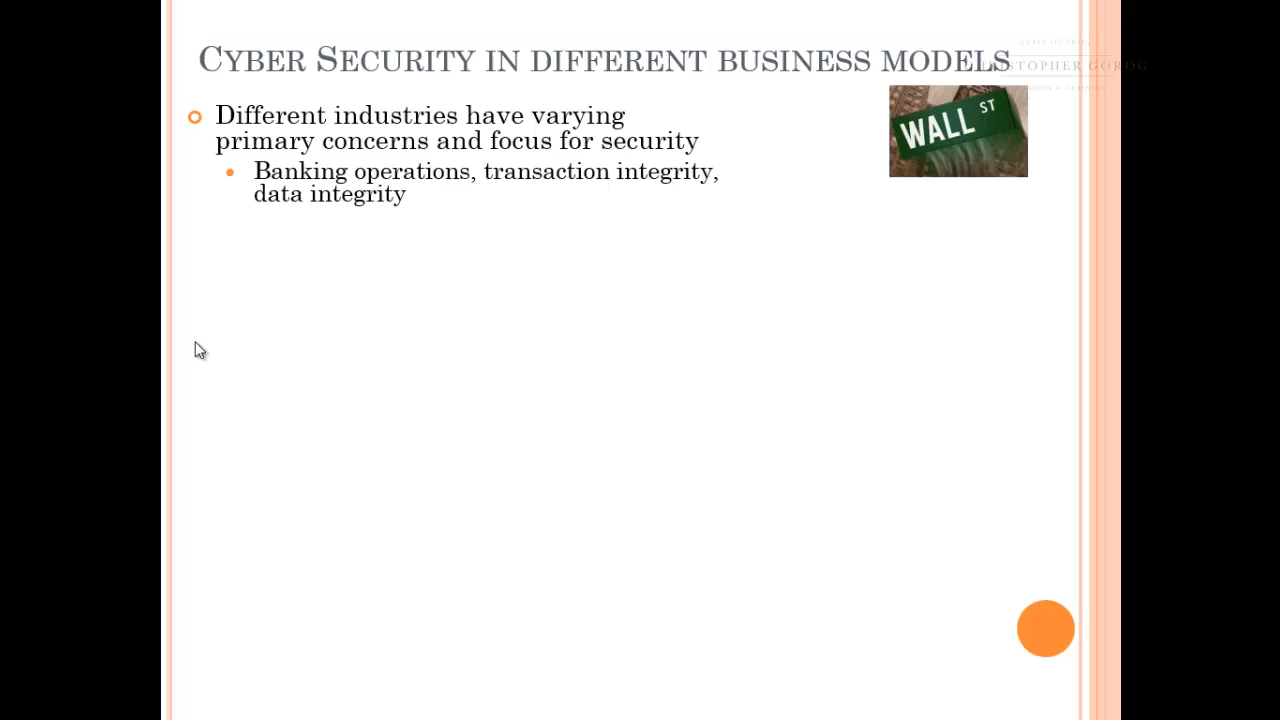 CYBER SECURITY IN DIFFERENT BUSINESS MODELS
Different industries have varying
primary concerns and focus for security
Banking operations, transaction integrity,
data integrity
WALL ST
GOROG